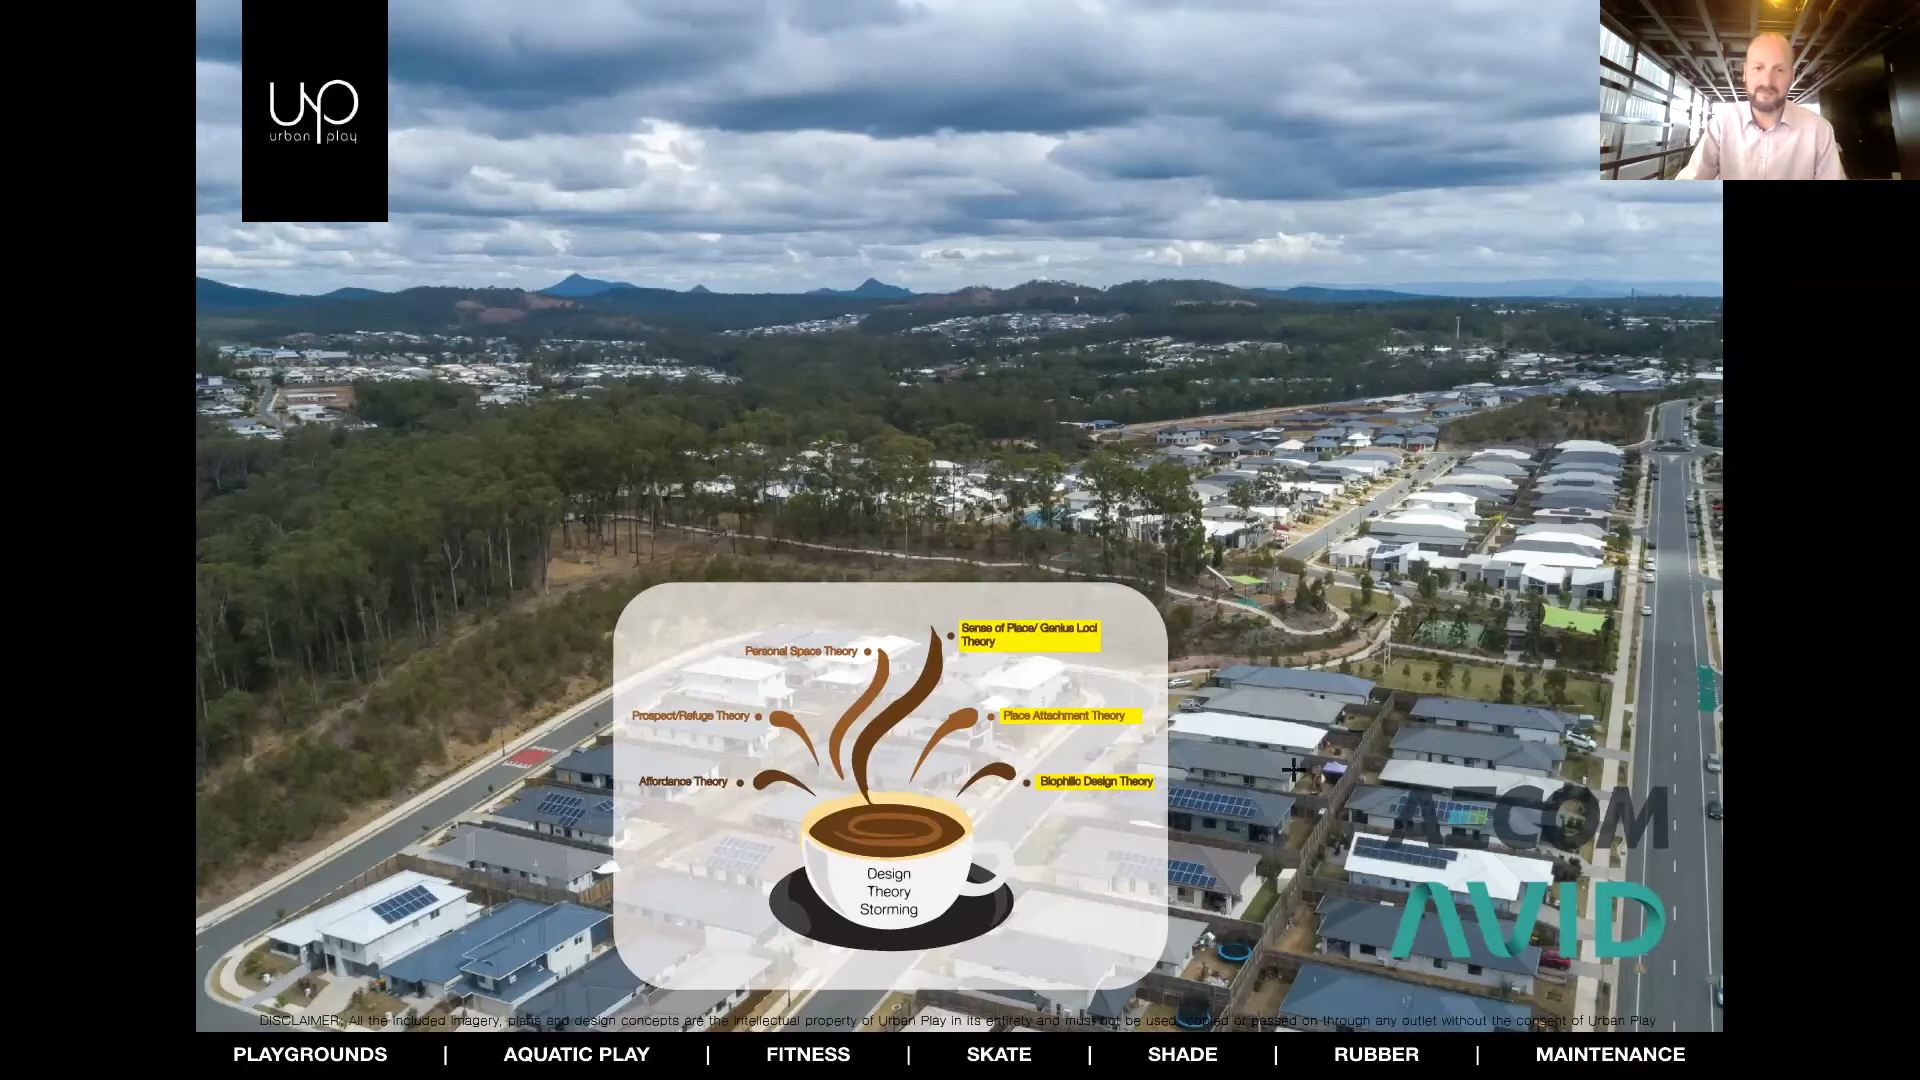 up
urban play
Sense of Place/ Genius Loci
Theory
Personal Space Theory
Prospect/Refuge Theory
Place Attachment Theory
Affordance Theory
Biophilic Design Theory
Design
Theory
Storming
AECOM
AVID
DISCLAIMER: All the included imagery, plans and design concepts are the intellectual property of Urban Play in its entirety and must not be used, copied or passed on through any outlet without the consent of Urban Play
PLAYGROUNDS | AQUATIC PLAY | FITNESS | SKATE | SHADE | RUBBER | MAINTENANCE